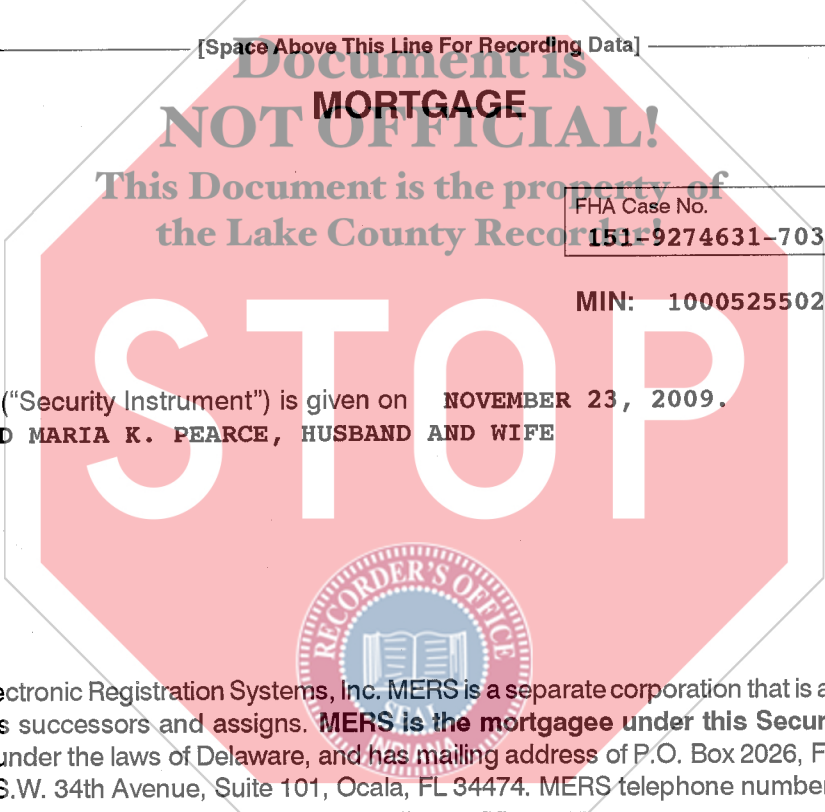 [Space Above This Line For Recording Data]
Document is
MORTGAGE
NOT OFFICIAL!
This Document is the property of
the Lake County Recorder!
FHA Case No.
151-9274631-703
MIN: 1000525502
STOP
("Security Instrument") is given on NOVEMBER 23, 2009.
D MARIA K. PEARCE, HUSBAND AND WIFE
RECORDER'S OFFICE
SEAL
ectronic Registration Systems, Inc. MERS is a separate corporation that is a
s successors and assigns. MERS is the mortgagee under this Secur
under the laws of Delaware, and has mailing address of P.O. Box 2026, F
S.W. 34th Avenue, Suite 101, Ocala, FL 34474. MERS telephone number